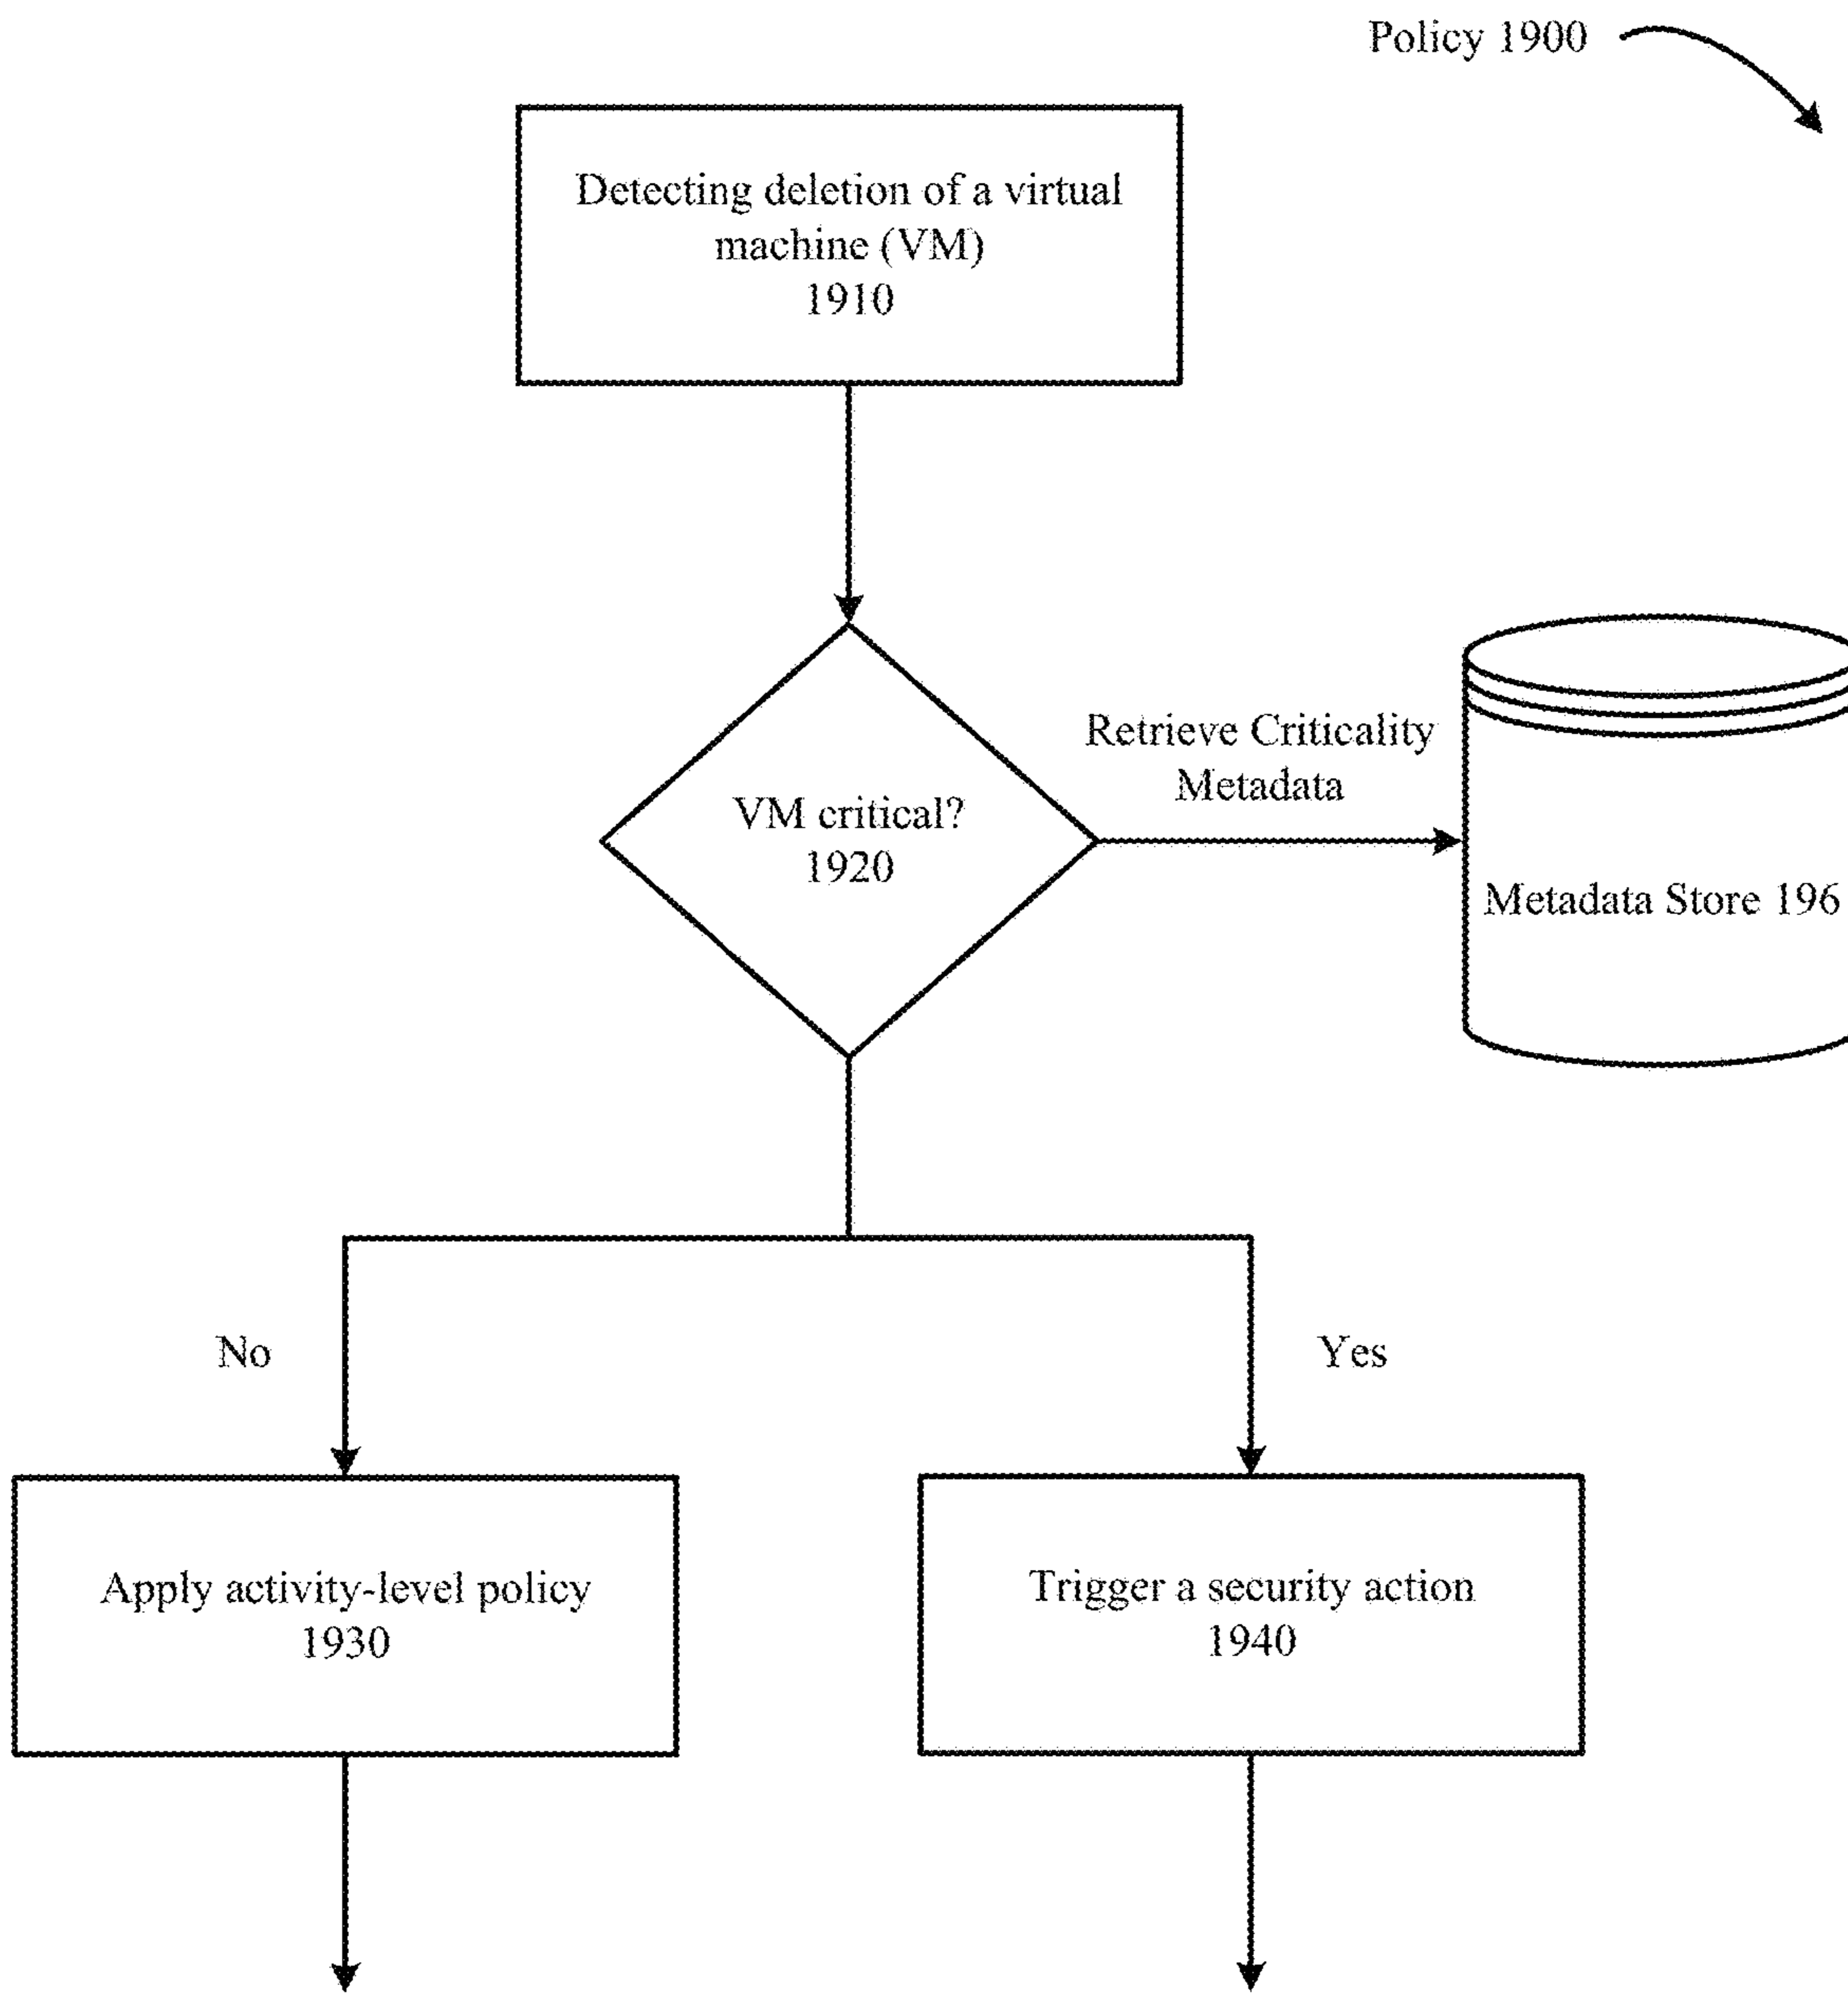 Policy 1900
Detecting deletion of a virtual
machine (VM)
1910
Retrieve Criticality
Metadata
VM critical?
1920
Metadata Store 196
No
Yes
Apply activity-level policy
1930
Trigger a security action
1940